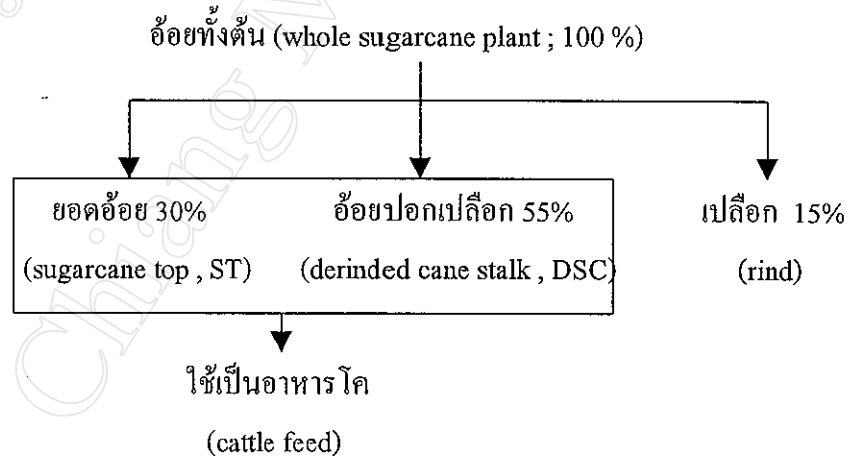 อ้อยทั้งต้น (whole sugarcane plant ; 100 %)
ยอดอ้อย 30% อ้อยปอกเปลือก 55% เปลือก 15%
(sugarcane top , ST) (derinded cane stalk , DSC) (rind)
ใช้เป็นอาหารโค
(cattle feed)
Chiang